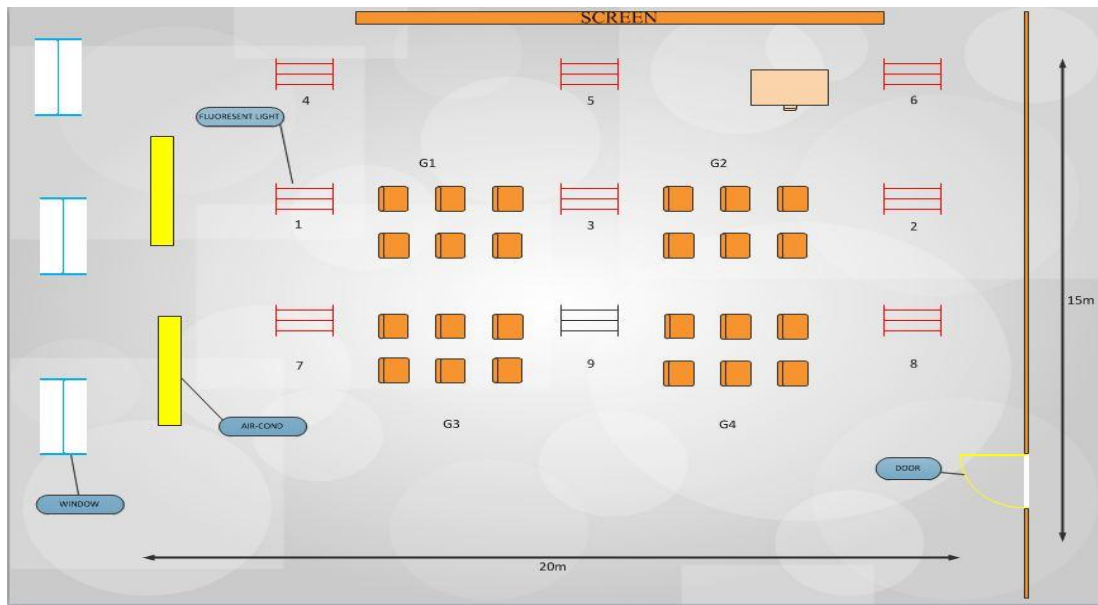 SCREEN
4
5
6
FLUORESENT LIGHT
G1
G2
1
3
2
15m
7
9
8
G3
G4
AIR-COND
DOOR
WINDOW
20m